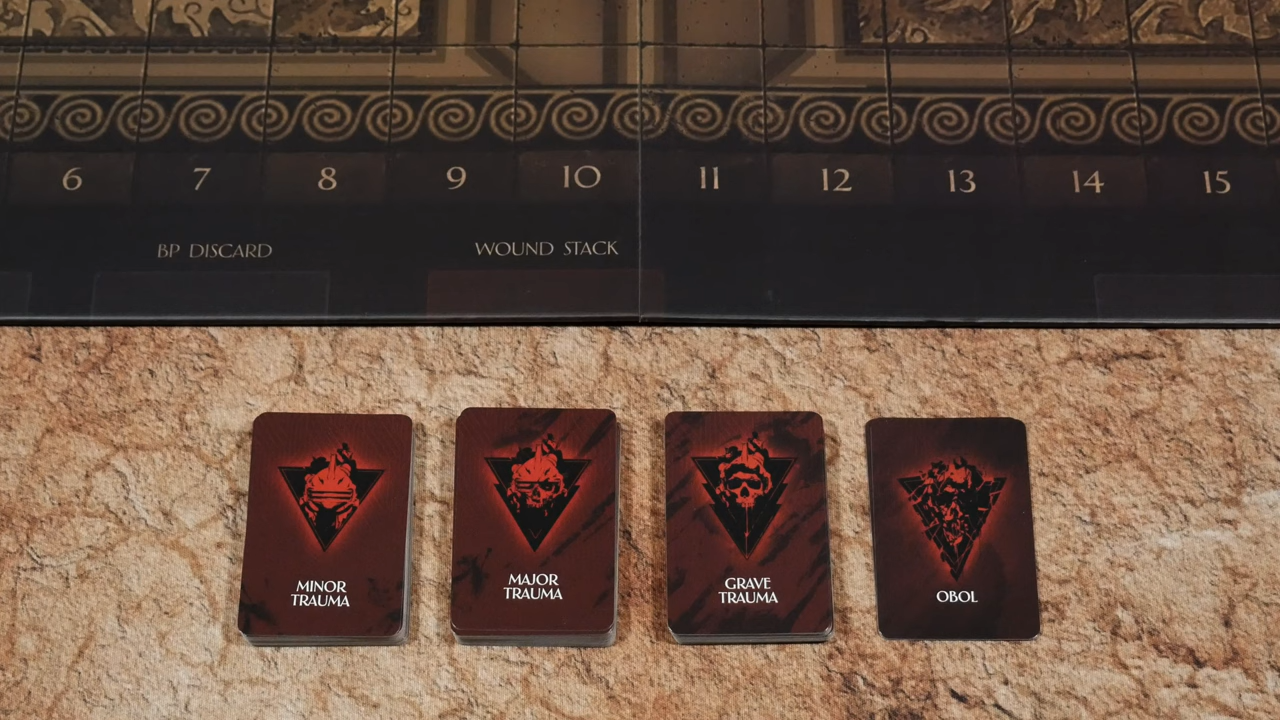 6 7 8 9 10 11 12 13 14 15
BP DISCARD WOUND STACK
MINOR
TRAUMA
MAJOR
TRAUMA
GRAVE
TRAUMA
OBOL